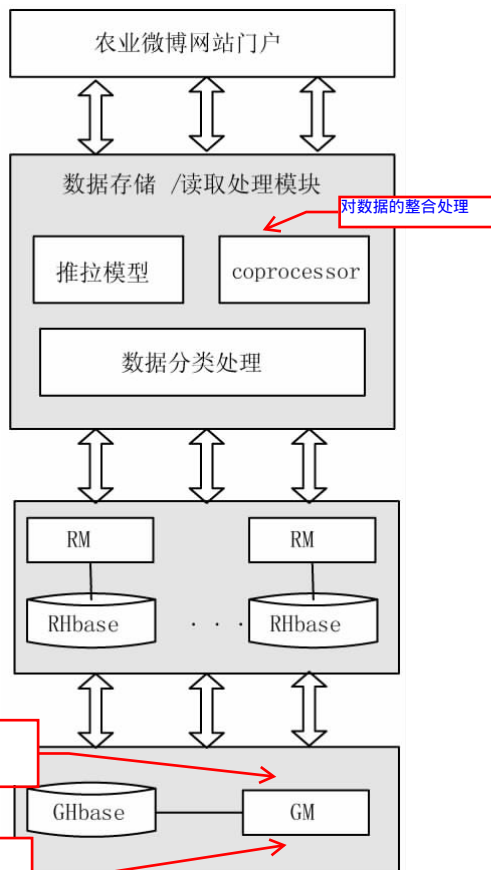 农业微博网站门户
数据存储 /读取处理模块
对数据的整合处理
推拉模型
coprocessor
数据分类处理
RM
RM
RHbase
. . .
RHbase
GHbase
GM